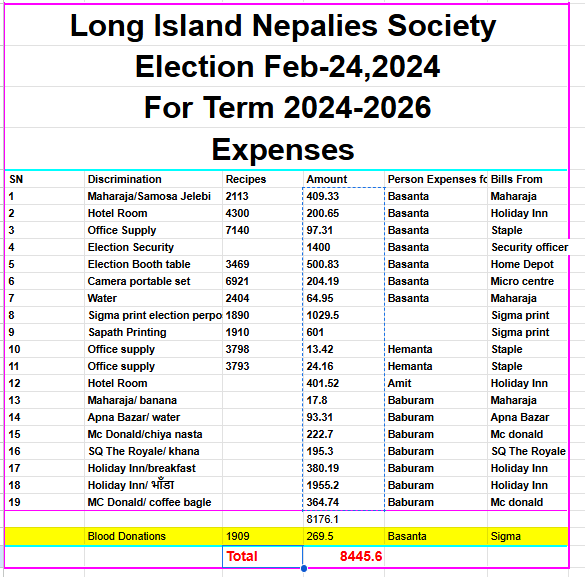 Long Island Nepalies Society
Election Feb-24,2024
For Term 2024-2026
Expenses
SN Discrimination Recipes Amount Person Expenses fo Bills From
1 Maharaja/Samosa Jelebi 2113 409.33 Basanta Maharaja
2 Hotel Room 4300 200.65 Basanta Holiday Inn
3 Office Supply 7140 97.31 Basanta Staple
4 Election Security 1400 Basanta Security officer
5 Election Booth table 3469 500.83 Basanta Home Depot
6 Camera portable set 6921 204.19 Basanta Micro centre
7 Water 2404 64.95 Basanta Maharaja
8 Sigma print election perpo 1890 1029.5 Sigma print
9 Sapath Printing 1910 601 Sigma print
10 Office supply 3798 13.42 Hemanta Staple
11 Office supply 3793 24.16 Hemanta Staple
12 Hotel Room 401.52 Amit Holiday Inn
13 Maharaja/ banana 17.8 Baburam Maharaja
14 Apna Bazar/ water 93.31 Baburam Apna Bazar
15 Mc Donald/chiya nasta 222.7 Baburam Mc donald
16 SQ The Royale/ khana 195.3 Baburam SQ The Royale
17 Holiday Inn/breakfast 380.19 Baburam Holiday Inn
18 Holiday Inn/ भाँडा 1955.2 Baburam Holiday Inn
19 MC Donald/ coffee bagle 364.74 Baburam Mc donald
8176.1
Blood Donations 1909 269.5 Basanta Sigma
Total 8445.6